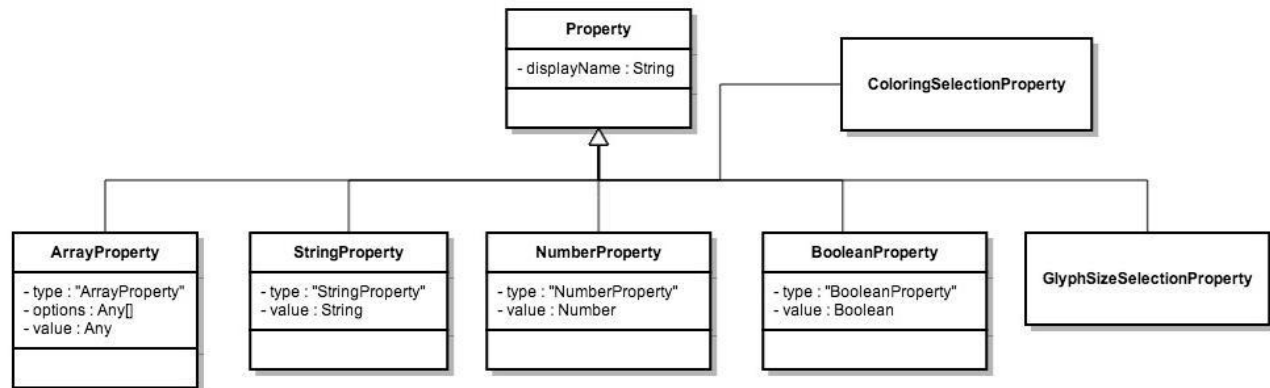 Property
- displayName : String
ColoringSelectionProperty
ArrayProperty
- type : "ArrayProperty"
- options : Any[]
- value : Any
StringProperty
- type : "StringProperty"
- value : String
NumberProperty
- type : "NumberProperty"
- value : Number
BooleanProperty
- type : "BooleanProperty"
- value : Boolean
GlyphSizeSelectionProperty